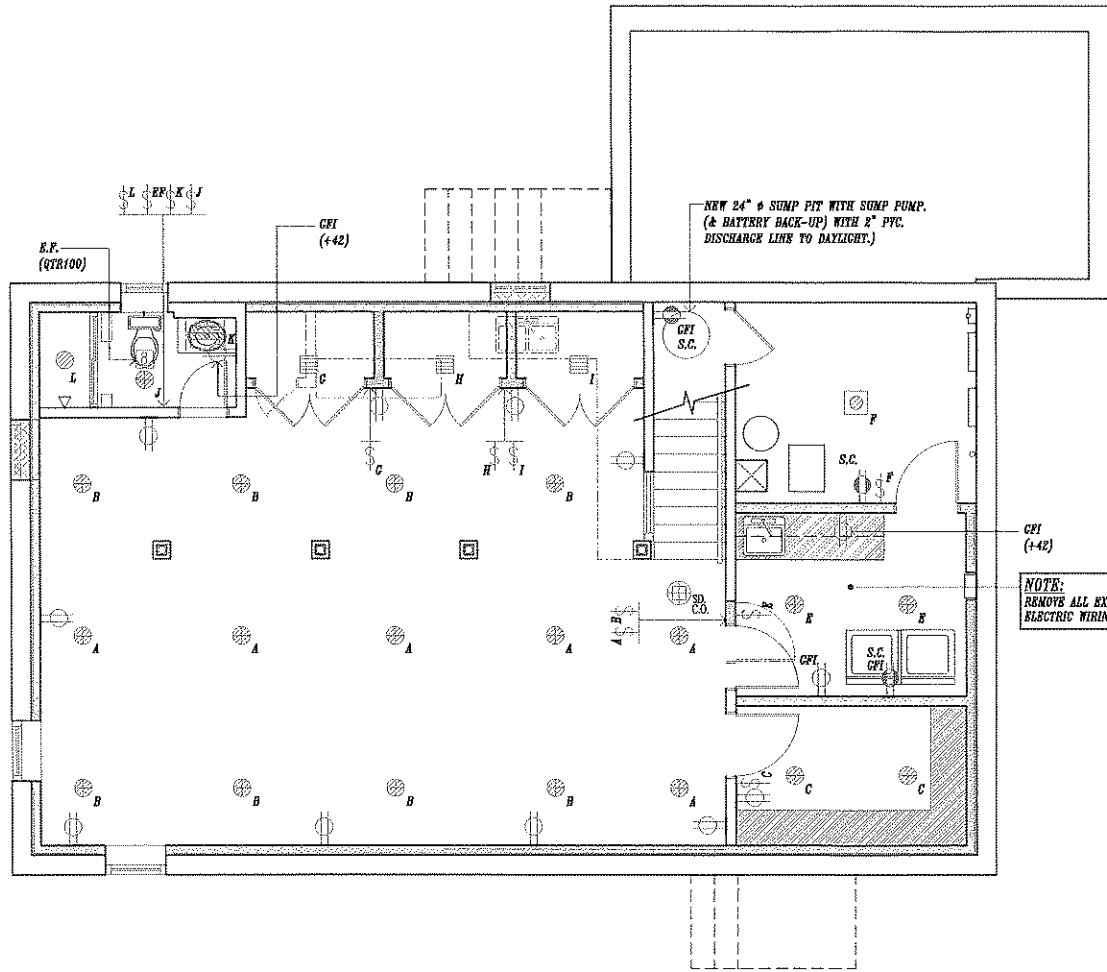 L EF K J
GFI
(+42)
E.F.
(QTR100)
NEW 24" ø SUMP PIT WITH SUMP PUMP.
(& BATTERY BACK-UP) WITH 2" PVC.
DISCHARGE LINE TO DAYLIGHT.)
GFI
S.C.
K
L
J
G
H
I
F
G
H I
S.C.
F
B B B B
GFI
(+42)
NOTE:
REMOVE ALL EX
ELECTRIC WIRIN
SD.
C.O.
A B
E
E E
A A A A A
GFI
S.C.
GFI
C
C C
B B B B A